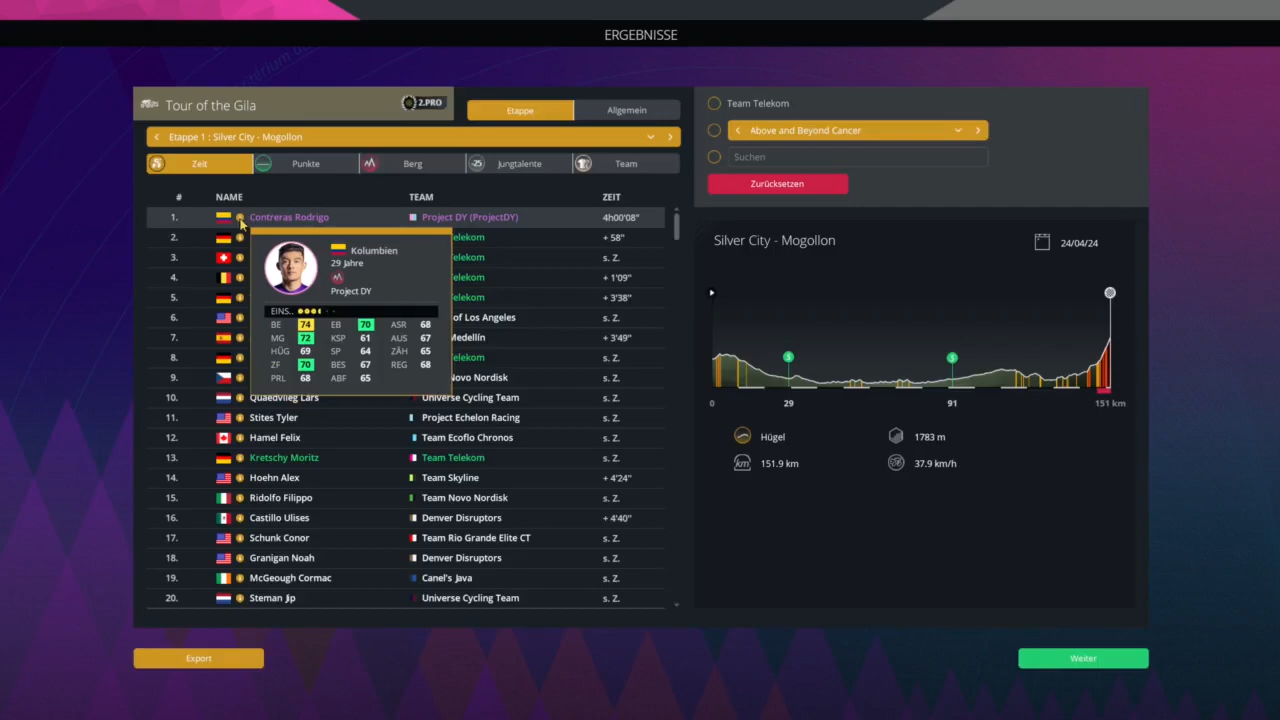 ERGEBNISSE
Tour of the Gila
2.PRO
Etappe
Allgemein
Etappe 1 : Silver City - Mogollon
Zeit
Punkte
Berg
Jungtalente
Team
# NAME TEAM ZEIT
1. Contreras Rodrigo Project DY (ProjectDY) 4h00'08"
2. elekom + 58"
3. elekom s. Z.
4. elekom + 1'09"
5. elekom + 3'38"
6. of Los Angeles s. Z.
7. Medellín + 3'49"
8. elekom s. Z.
9. Novo Nordisk s. Z.
10. Quaedvlieg Lars Universe Cycling Team s. Z.
11. Stites Tyler Project Echelon Racing s. Z.
12. Hamel Felix Team Ecoflo Chronos s. Z.
13. Kretschy Moritz Team Telekom s. Z.
14. Hoehn Alex Team Skyline + 4'24"
15. Ridolfo Filippo Team Novo Nordisk s. Z.
16. Castillo Ulises Denver Disruptors + 4'40"
17. Schunk Conor Team Rio Grande Elite CT s. Z.
18. Granigan Noah Denver Disruptors s. Z.
19. McGeough Cormac Canel's Java s. Z.
20. Steman Jip Universe Cycling Team s. Z.
Kolumbien
29 Jahre
Project DY
EINS..
BE 74 EB 70 ASR 68
MG 72 KSP 61 AUS 67
HÜG 69 SP 64 ZÄH 65
ZF 70 BES 67 REG 68
PRL 68 ABF 65
Team Telekom
Above and Beyond Cancer
Suchen
Zurücksetzen
Silver City - Mogollon
24/04/24
S S
0 29 91 151 km
Hügel 1783 m
km 151.9 km 37.9 km/h
Export
Weiter